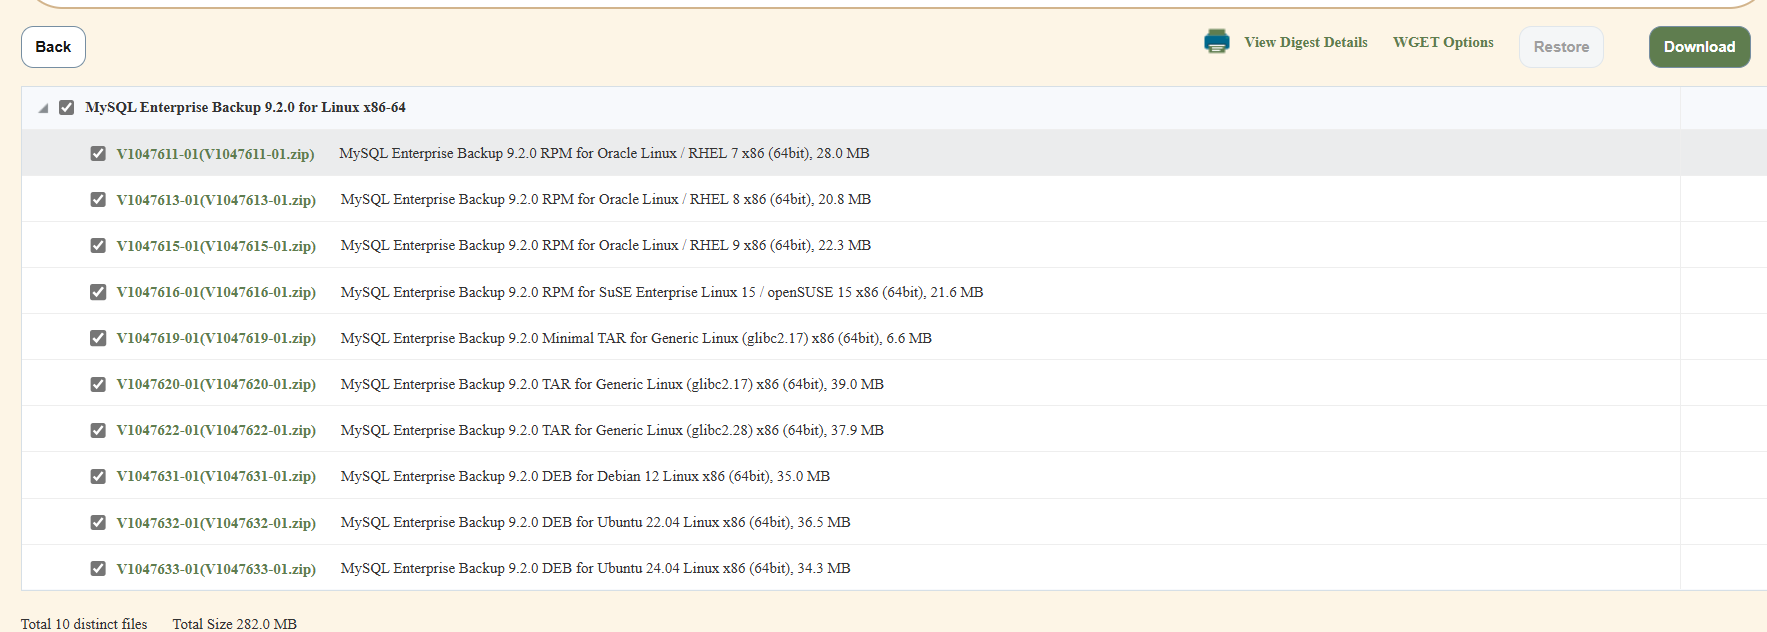 Back View Digest Details WGET Options Restore Download
MySQL Enterprise Backup 9.2.0 for Linux x86-64
V1047611-01(V1047611-01.zip) MySQL Enterprise Backup 9.2.0 RPM for Oracle Linux / RHEL 7 x86 (64bit), 28.0 MB
V1047613-01(V1047613-01.zip) MySQL Enterprise Backup 9.2.0 RPM for Oracle Linux / RHEL 8 x86 (64bit), 20.8 MB
V1047615-01(V1047615-01.zip) MySQL Enterprise Backup 9.2.0 RPM for Oracle Linux / RHEL 9 x86 (64bit), 22.3 MB
V1047616-01(V1047616-01.zip) MySQL Enterprise Backup 9.2.0 RPM for SuSE Enterprise Linux 15 / openSUSE 15 x86 (64bit), 21.6 MB
V1047619-01(V1047619-01.zip) MySQL Enterprise Backup 9.2.0 Minimal TAR for Generic Linux (glibc2.17) x86 (64bit), 6.6 MB
V1047620-01(V1047620-01.zip) MySQL Enterprise Backup 9.2.0 TAR for Generic Linux (glibc2.17) x86 (64bit), 39.0 MB
V1047622-01(V1047622-01.zip) MySQL Enterprise Backup 9.2.0 TAR for Generic Linux (glibc2.28) x86 (64bit), 37.9 MB
V1047631-01(V1047631-01.zip) MySQL Enterprise Backup 9.2.0 DEB for Debian 12 Linux x86 (64bit), 35.0 MB
V1047632-01(V1047632-01.zip) MySQL Enterprise Backup 9.2.0 DEB for Ubuntu 22.04 Linux x86 (64bit), 36.5 MB
V1047633-01(V1047633-01.zip) MySQL Enterprise Backup 9.2.0 DEB for Ubuntu 24.04 Linux x86 (64bit), 34.3 MB
Total 10 distinct files Total Size 282.0 MB